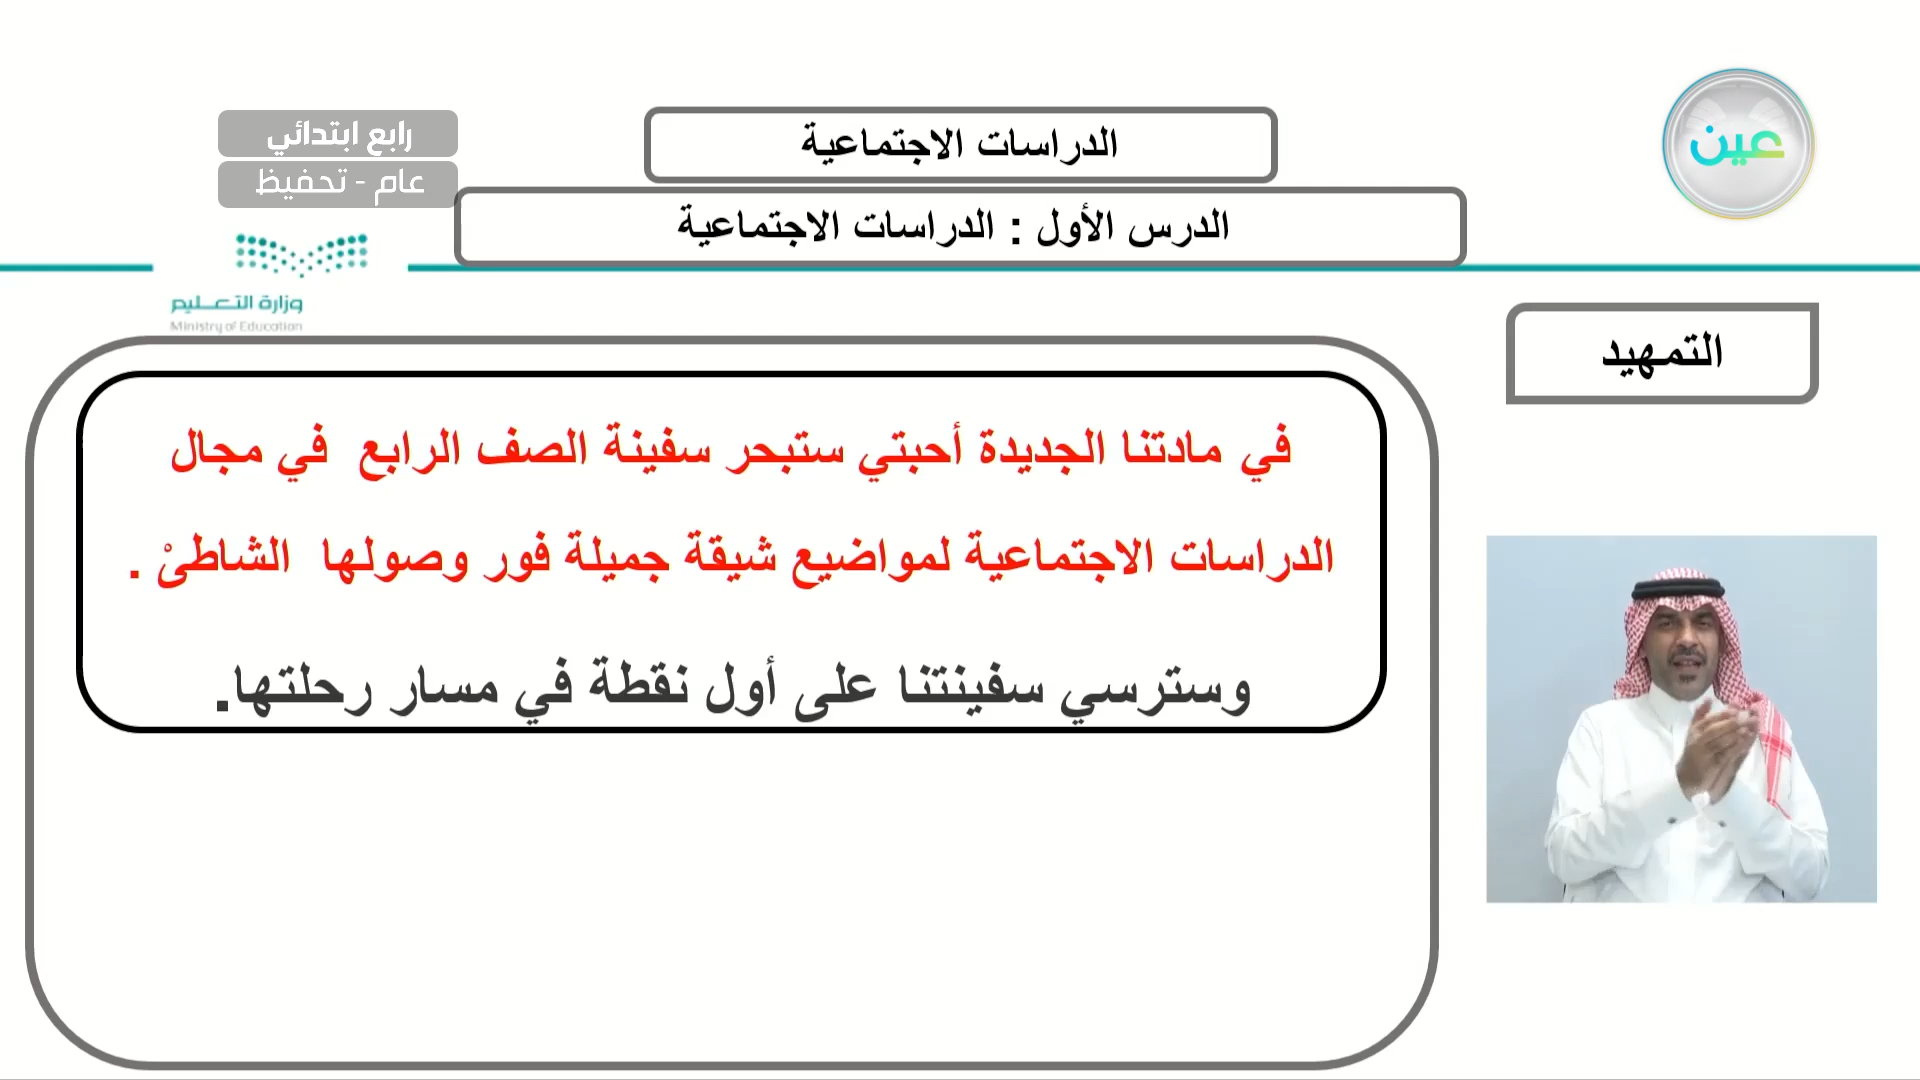 عين
الدراسات الاجتماعية
رابع ابتدائي
عام - تحفيظ
الدرس الأول : الدراسات الاجتماعية
وزارة التعليم
Ministry of Education
التمهيد
في مادتنا الجديدة أحبتي ستبحر سفينة الصف الرابع في مجال
الدراسات الاجتماعية لمواضيع شيقة جميلة فور وصولها الشاطئْ .
وسترسي سفينتنا على أول نقطة في مسار رحلتها.